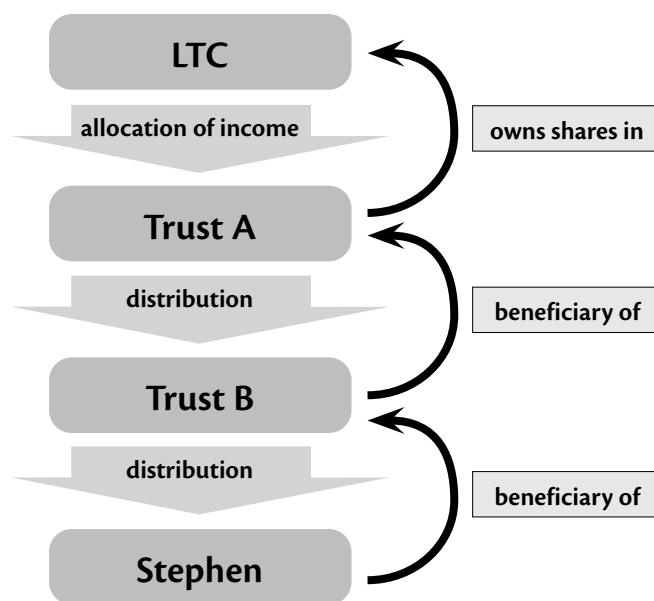 LTC
allocation of income
owns shares in
Trust A
distribution
beneficiary of
Trust B
distribution
beneficiary of
Stephen